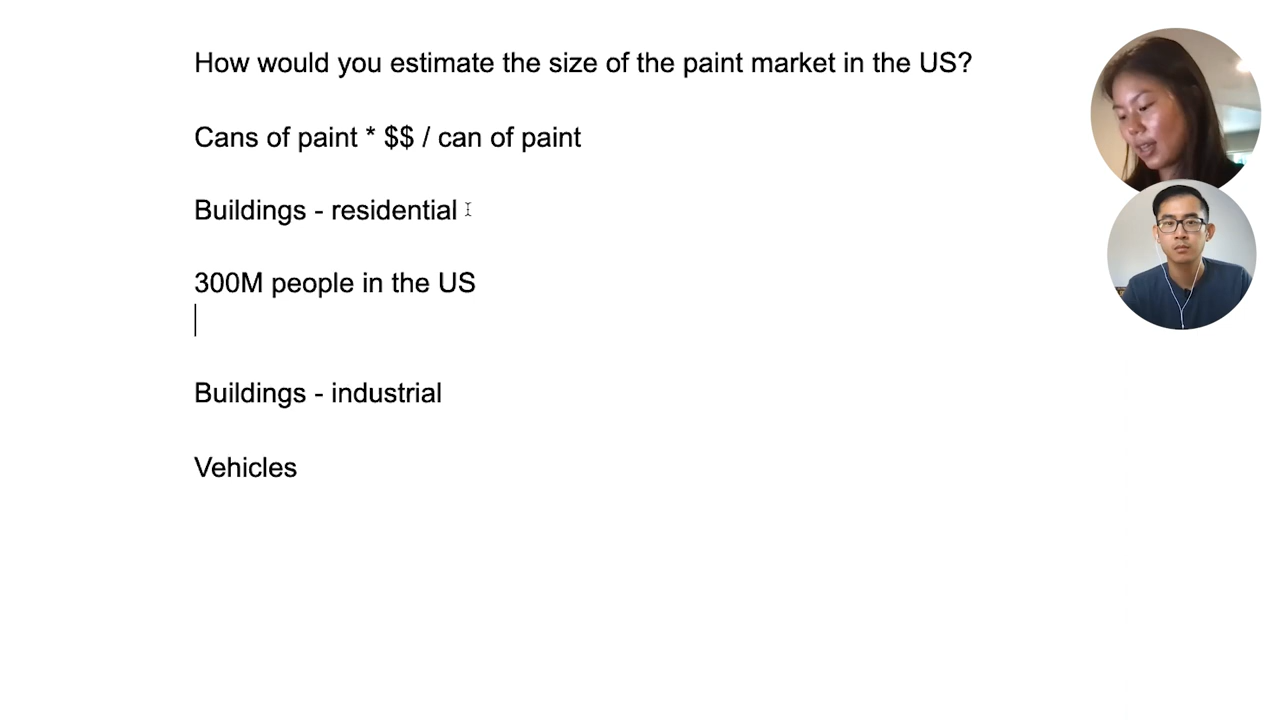 How would you estimate the size of the paint market in the US?
Cans of paint * $$ / can of paint
Buildings - residential
300M people in the US
Buildings - industrial
Vehicles